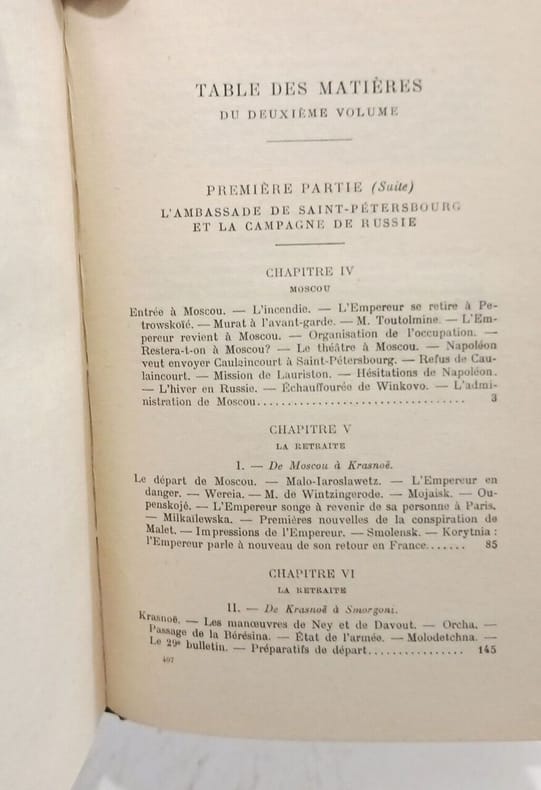 TABLE DES MATIÈRES
DU DEUXIÈME VOLUME
PREMIÈRE PARTIE (Suite)
L'AMBASSADE DE SAINT-PÉTERSBOURG
ET LA CAMPAGNE DE RUSSIE
CHAPITRE IV
MOSCOU
Entrée à Moscou. — L'incendie. — L'Empereur se retire à Pe-
trowskoïé. — Murat à l'avant-garde. — M. Toutolmine. — L'Em-
pereur revient à Moscou. — Organisation de l'occupation. —
Restera-t-on à Moscou? — Le théâtre à Moscou. — Napoléon
veut envoyer Caulaincourt à Saint-Pétersbourg. — Refus de Cau-
laincourt. — Mission de Lauriston. — Hésitations de Napoléon.
— L'hiver en Russie. — Échauffourée de Winkovo. — L'admi-
nistration de Moscou................................ 3
CHAPITRE V
LA RETRAITE
I. — De Moscou à Krasnoë.
Le départ de Moscou. — Malo-Iaroslawetz. — L'Empereur en
danger. — Wereia. — M. de Wintzingerode. — Mojaisk. — Ou-
penskojé. — L'Empereur songe à revenir de sa personne à Paris.
— Milkaïlewska. — Premières nouvelles de la conspiration de
Malet. — Impressions de l'Empereur. — Smolensk. — Korytnia :
l'Empereur parle à nouveau de son retour en France....... 85
CHAPITRE VI
LA RETRAITE
II. — De Krasnoë à Smorgoni.
Krasnoë. — Les manœuvres de Ney et de Davout. — Orcha. —
Passage de la Bérésina. — État de l'armée. — Molodetchna. —
Le 29e bulletin. — Préparatifs de départ................ 145
407